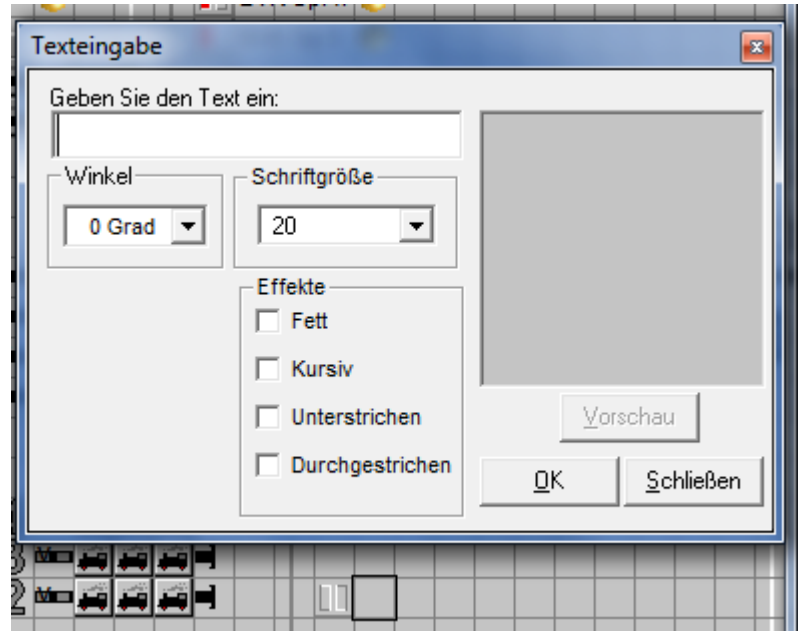 Texteingabe
Geben Sie den Text ein:
Winkel
0 Grad
Schriftgröße
20
Effekte
Fett
Kursiv
Unterstrichen
Durchgestrichen
Vorschau
OK
Schließen
2